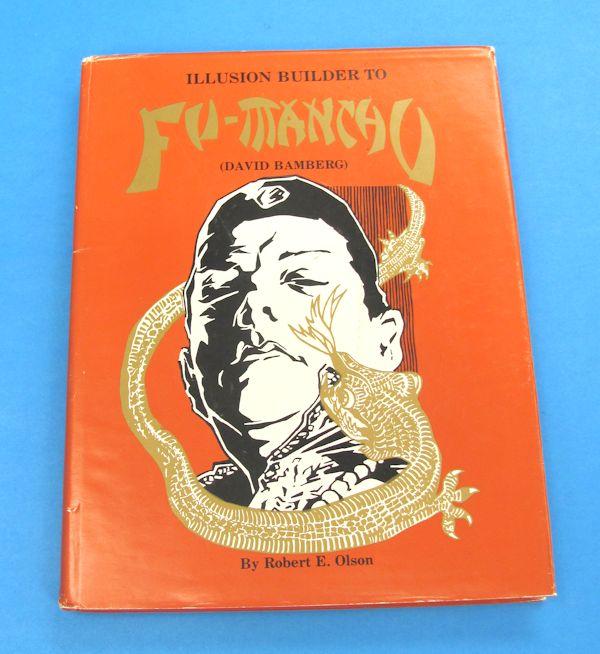 ILLUSION BUILDER TO
FU-MANCHU
(DAVID BAMBERG)
By Robert E. Olson